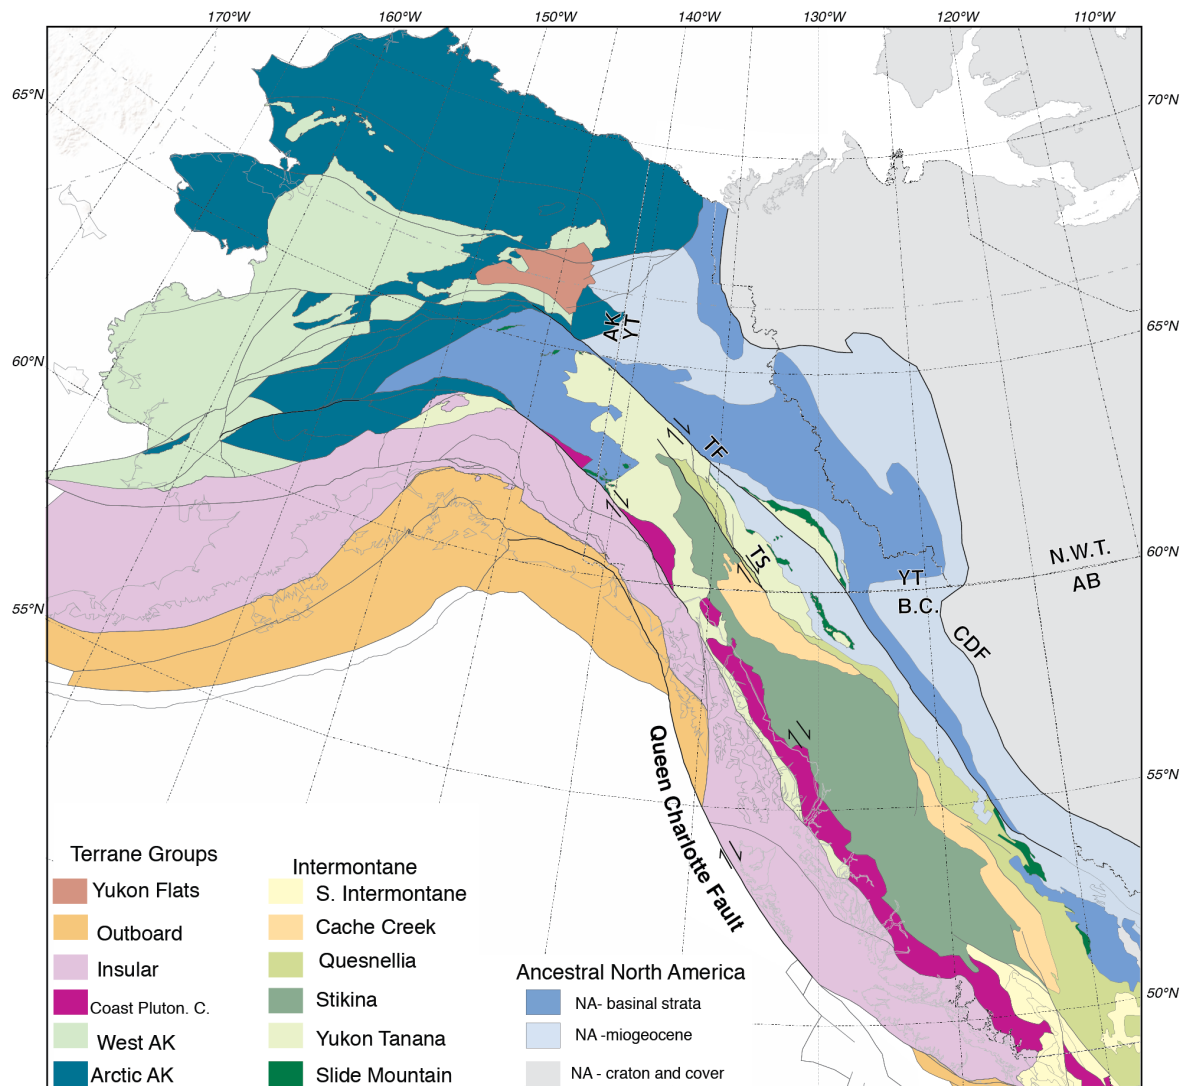 170°W
160°W
150°W
140°W
130°W
120°W
110°W
65°N
70°N
60°N
65°N
AK
YT
TF
TS
N.W.T.
60°N
AB
YT
B.C.
CDF
55°N
55°N
Queen Charlotte Fault
50°N
Terrane Groups
Yukon Flats
Outboard
Insular
Coast Pluton. C.
West AK
Arctic AK
Intermontane
S. Intermontane
Cache Creek
Quesnellia
Stikina
Yukon Tanana
Slide Mountain
Ancestral North America
NA- basinal strata
NA -miogeocene
NA - craton and cover